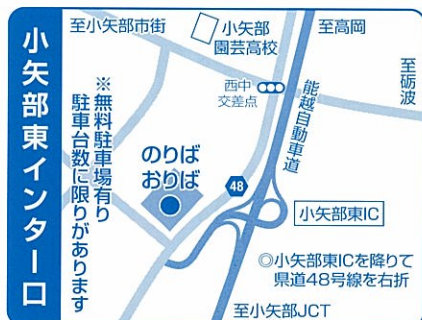 小矢部東インター口
至小矢部市街
小矢部
園芸高校
至高岡
至砺波
西中
交差点
能越自動車道
※無料駐車場有り
駐車台数に限りがあります
のりば
おりば
48
小矢部東IC
◎小矢部東ICを降りて
県道48号線を右折
至小矢部JCT